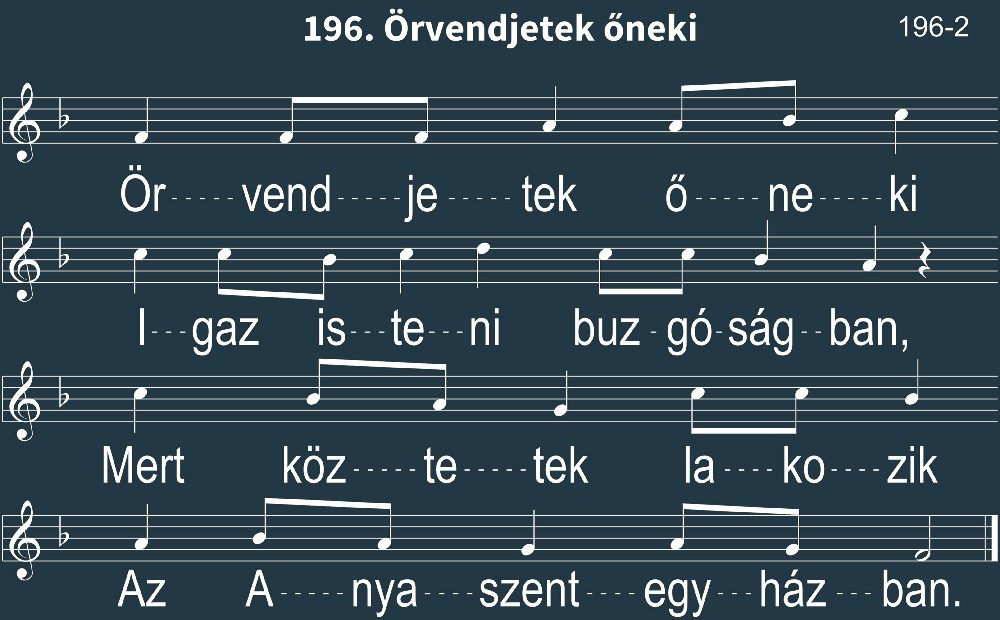 196. Örvendjetek őneki
196-2
Ör-----vend----je-----tek ő----ne-----ki
I---gaz is---te---ni buz-gó-ság--ban,
Mert köz-----te-----tek la----ko----zik
Az A-----nya-----szent----egy---ház---ban.